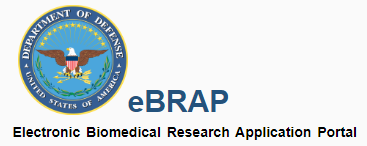 DEPARTMENT OF DEFENSE
UNITED STATES OF AMERICA
eBRAP
Electronic Biomedical Research Application Portal